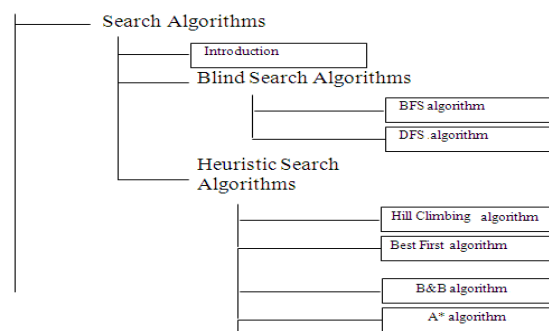 Search Algorithms
Introduction
Blind Search Algorithms
BFS algorithm
DFS .algorithm
Heuristic Search
Algorithms
Hill Climbing algorithm
Best First algorithm
B&B algorithm
A* algorithm